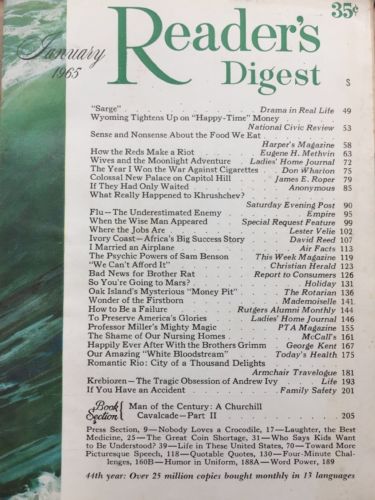 35¢
January
1965
Reader's
Digest
S
"Sarge" Drama in Real Life 49
Wyoming Tightens Up on "Happy-Time" Money
National Civic Review 53
Sense and Nonsense About the Food We Eat
Harper's Magazine 58
How the Reds Make a Riot Eugene H. Methvin 63
Wives and the Moonlight Adventure Ladies' Home Journal 72
The Year I Won the War Against Cigarettes Don Wharton 75
Colossal New Palace on Capitol Hill James E. Roper 79
If They Had Only Waited Anonymous 85
What Really Happened to Khrushchev?
Saturday Evening Post 90
Flu—The Underestimated Enemy Empire 95
When the Wise Man Appeared Special Request Feature 99
Where the Jobs Are Lester Velie 102
Ivory Coast—Africa's Big Success Story David Reed 107
I Married an Airplane Air Facts 113
The Psychic Powers of Sam Benson This Week Magazine 119
"We Can't Afford It" Christian Herald 123
Bad News for Brother Rat Report to Consumers 126
So You're Going to Mars? Holiday 131
Oak Island's Mysterious "Money Pit" The Rotarian 136
Wonder of the Firstborn Mademoiselle 141
How to Be a Failure Rutgers Alumni Monthly 144
To Preserve America's Glories Ladies' Home Journal 146
Professor Miller's Mighty Magic PTA Magazine 155
The Shame of Our Nursing Homes McCall's 161
Happily Ever After With the Brothers Grimm George Kent 167
Our Amazing "White Bloodstream" Today's Health 175
Romantic Rio: City of a Thousand Delights
Armchair Travelogue 181
Krebiozen—The Tragic Obsession of Andrew Ivy Life 193
If You Have an Accident Family Safety 201
Book
Section
Man of the Century: A Churchill
Cavalcade—Part II 205
Press Section, 9—Nobody Loves a Crocodile, 17—Laughter, the Best
Medicine, 25—The Great Coin Shortage, 31—Who Says Kids Want
to Be Understood? 39—Life in These United States, 70—Toward More
Picturesque Speech, 118—Quotable Quotes, 130—Four-Minute Chal-
lenges, 160B—Humor in Uniform, 188A—Word Power, 189
44th year: Over 25 million copies bought monthly in 13 languages